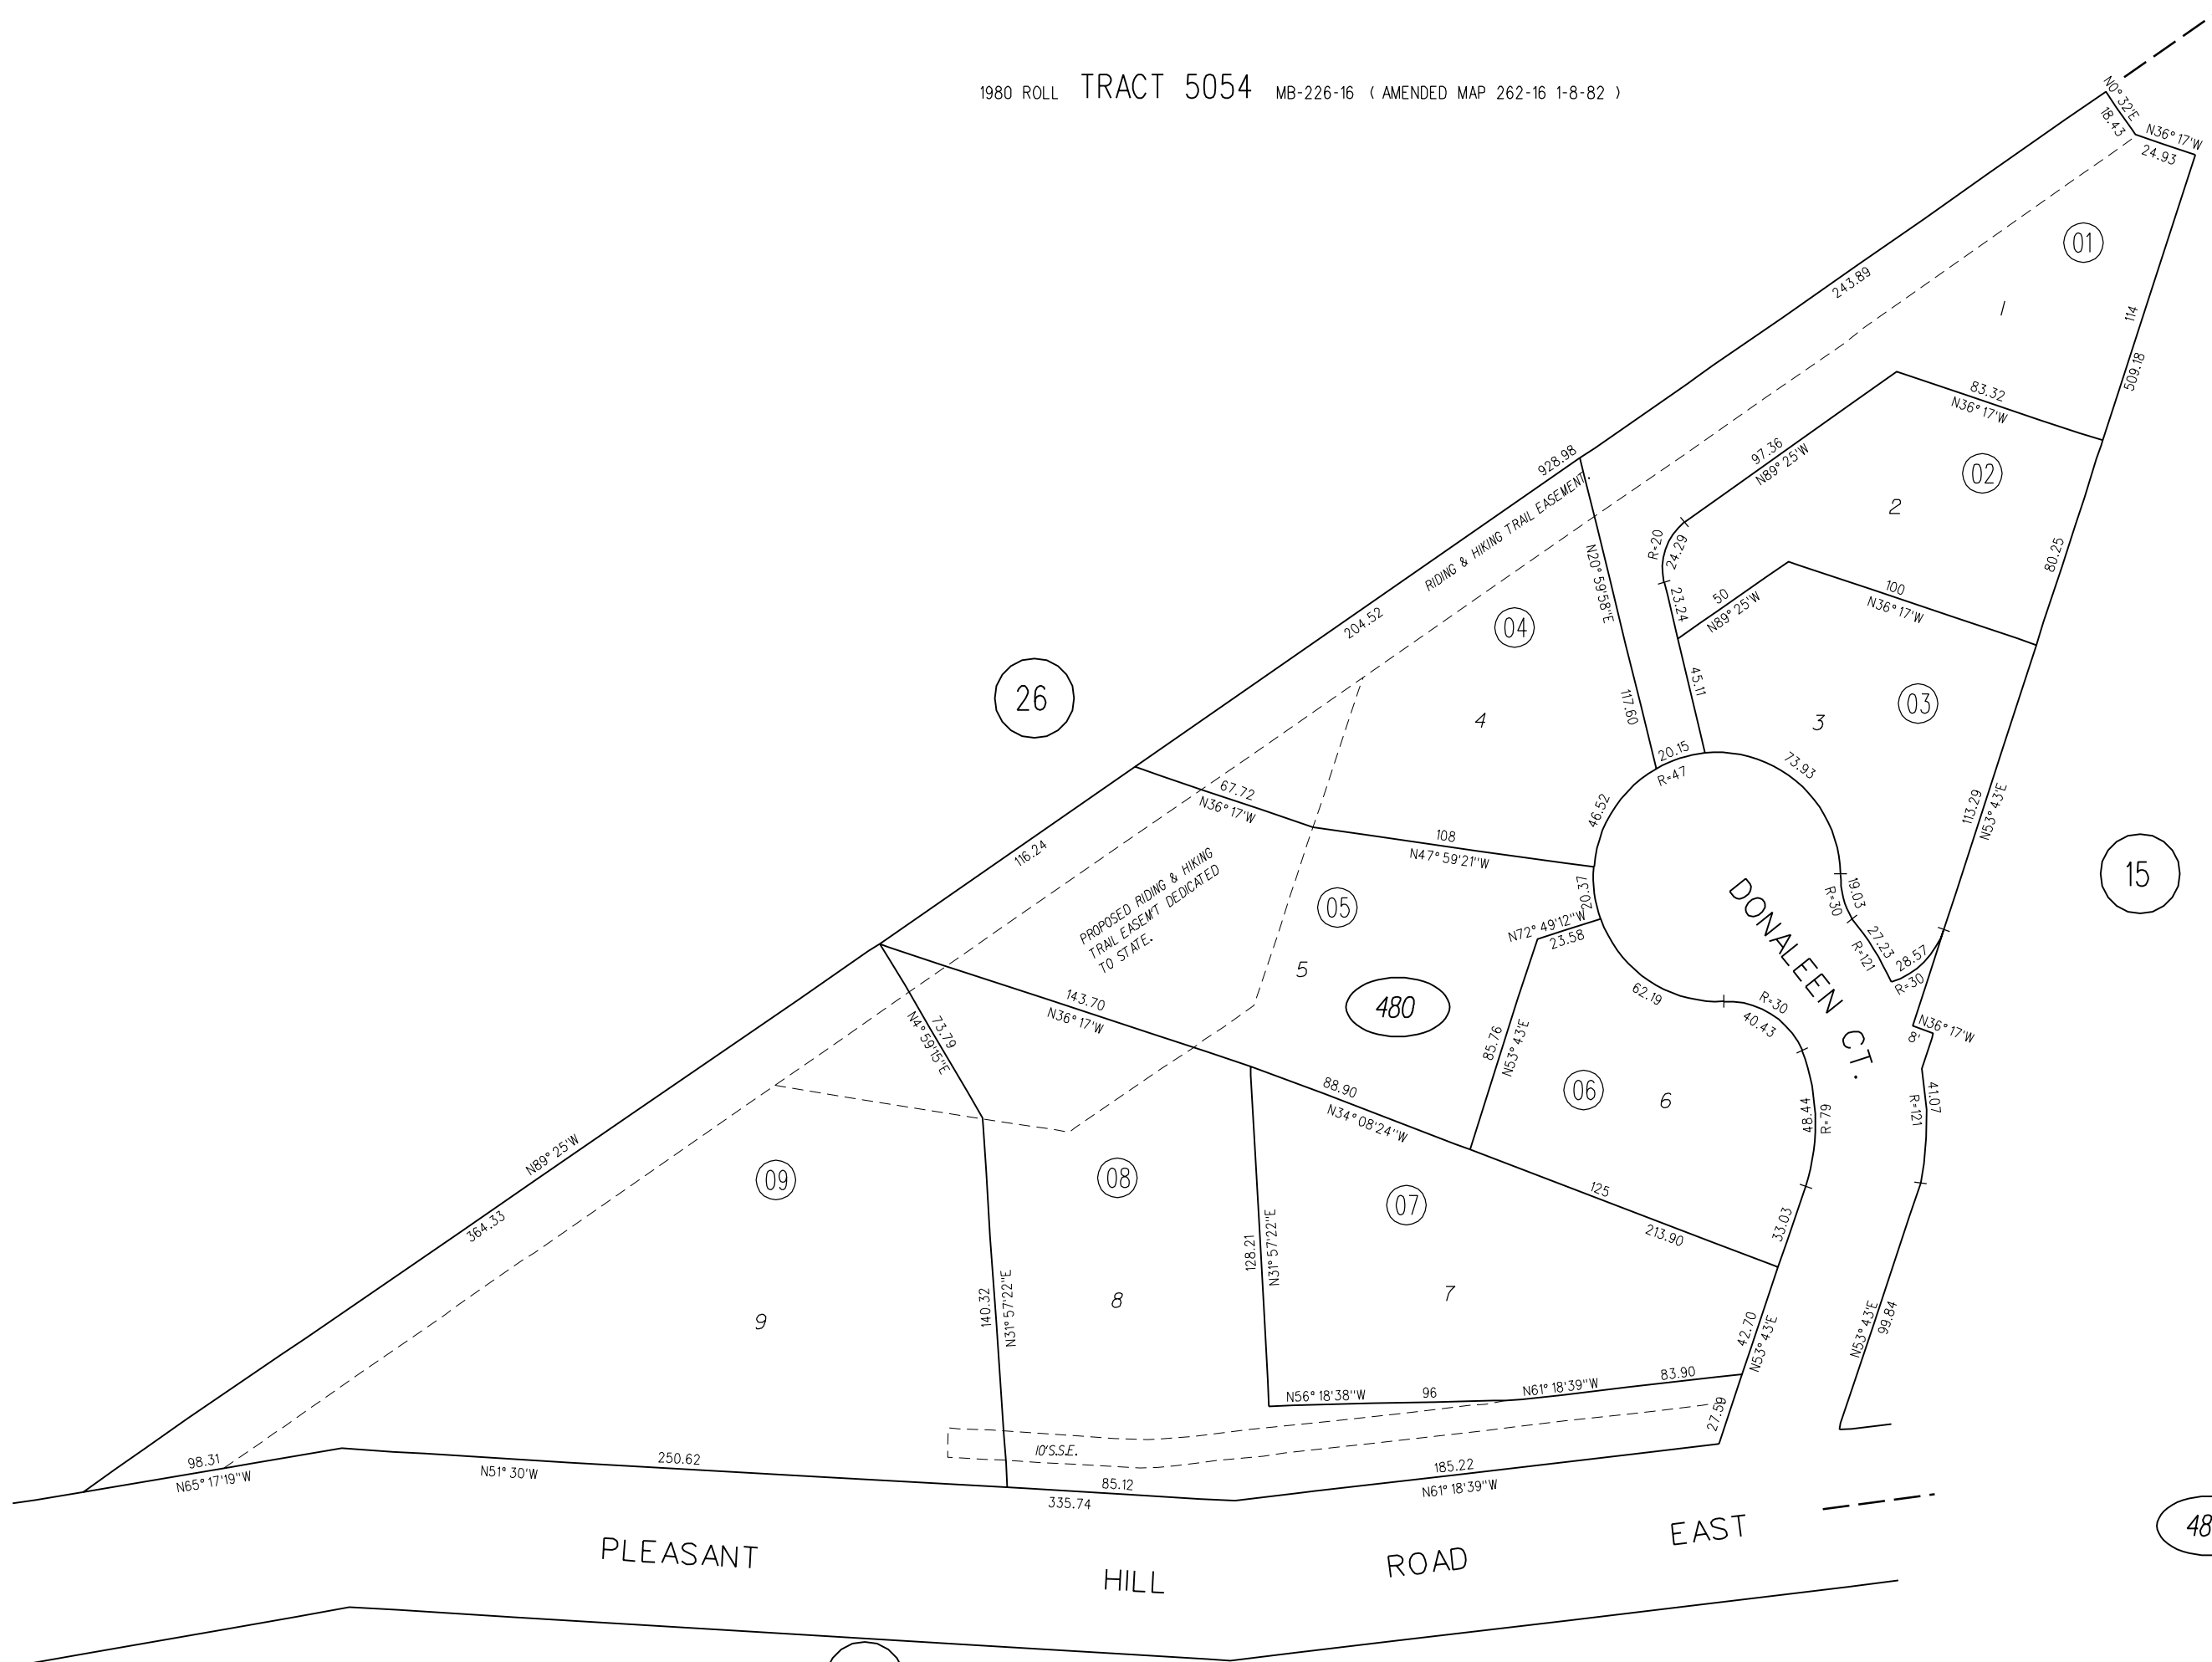 1980 ROLL TRACT 5054 MB-226-16 ( AMENDED MAP 262-16 1-8-82 )
N0° 32'E
18.43
N36° 17'W
24.93
01
1
243.89
114
509.18
83.32
N36° 17'W
97.36
N89° 25'W
02
2
928.98
RIDING & HIKING TRAIL EASEMENT.
R=20
24.29
N20° 59'58"E
80.25
23.24
50
N89° 25'W
100
N36° 17'W
204.52
04
4
26
45.11
117.60
03
3
20.15
R=47
73.93
67.72
N36° 17'W
46.52
113.29
N53° 43'E
108
N47° 59'21"W
116.24
PROPOSED RIDING & HIKING
TRAIL EASEM'T DEDICATED
TO STATE.
05
5
20.37
N72° 49'12"W
23.58
19.03
R=30
27.23
R=121
28.57
R=30
15
DONALEEN CT.
480
143.70
N36° 17'W
73.79
N4° 59'15"E
62.19
R=30
40.43
N36° 17'W
8'
85.76
N53° 43'E
06
6
88.90
N34° 08'24"W
48.44
R=79
41.07
R=121
N89° 25'W
364.33
09
9
08
8
07
7
125
213.90
33.03
128.21
N31° 57'22"E
140.32
N31° 57'22"E
42.70
N53° 43'E
N53° 43'E
99.84
N56° 18'38"W
96
N61° 18'39"W
83.90
27.59
10'S.S.E.
98.31
N65° 17'19"W
250.62
N51° 30'W
85.12
335.74
185.22
N61° 18'39"W
PLEASANT HILL ROAD EAST
48